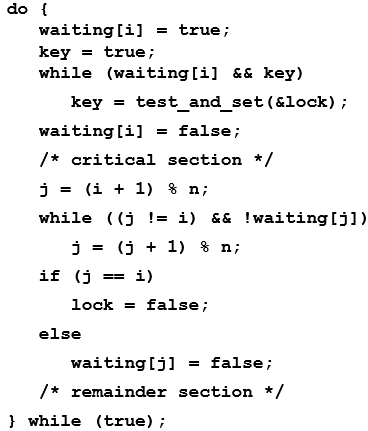 do {
waiting[i] = true;
key = true;
while (waiting[i] && key)
key = test_and_set(&lock);
waiting[i] = false;
/* critical section */
j = (i + 1) % n;
while ((j != i) && !waiting[j])
j = (j + 1) % n;
if (j == i)
lock = false;
else
waiting[j] = false;
/* remainder section */
} while (true);